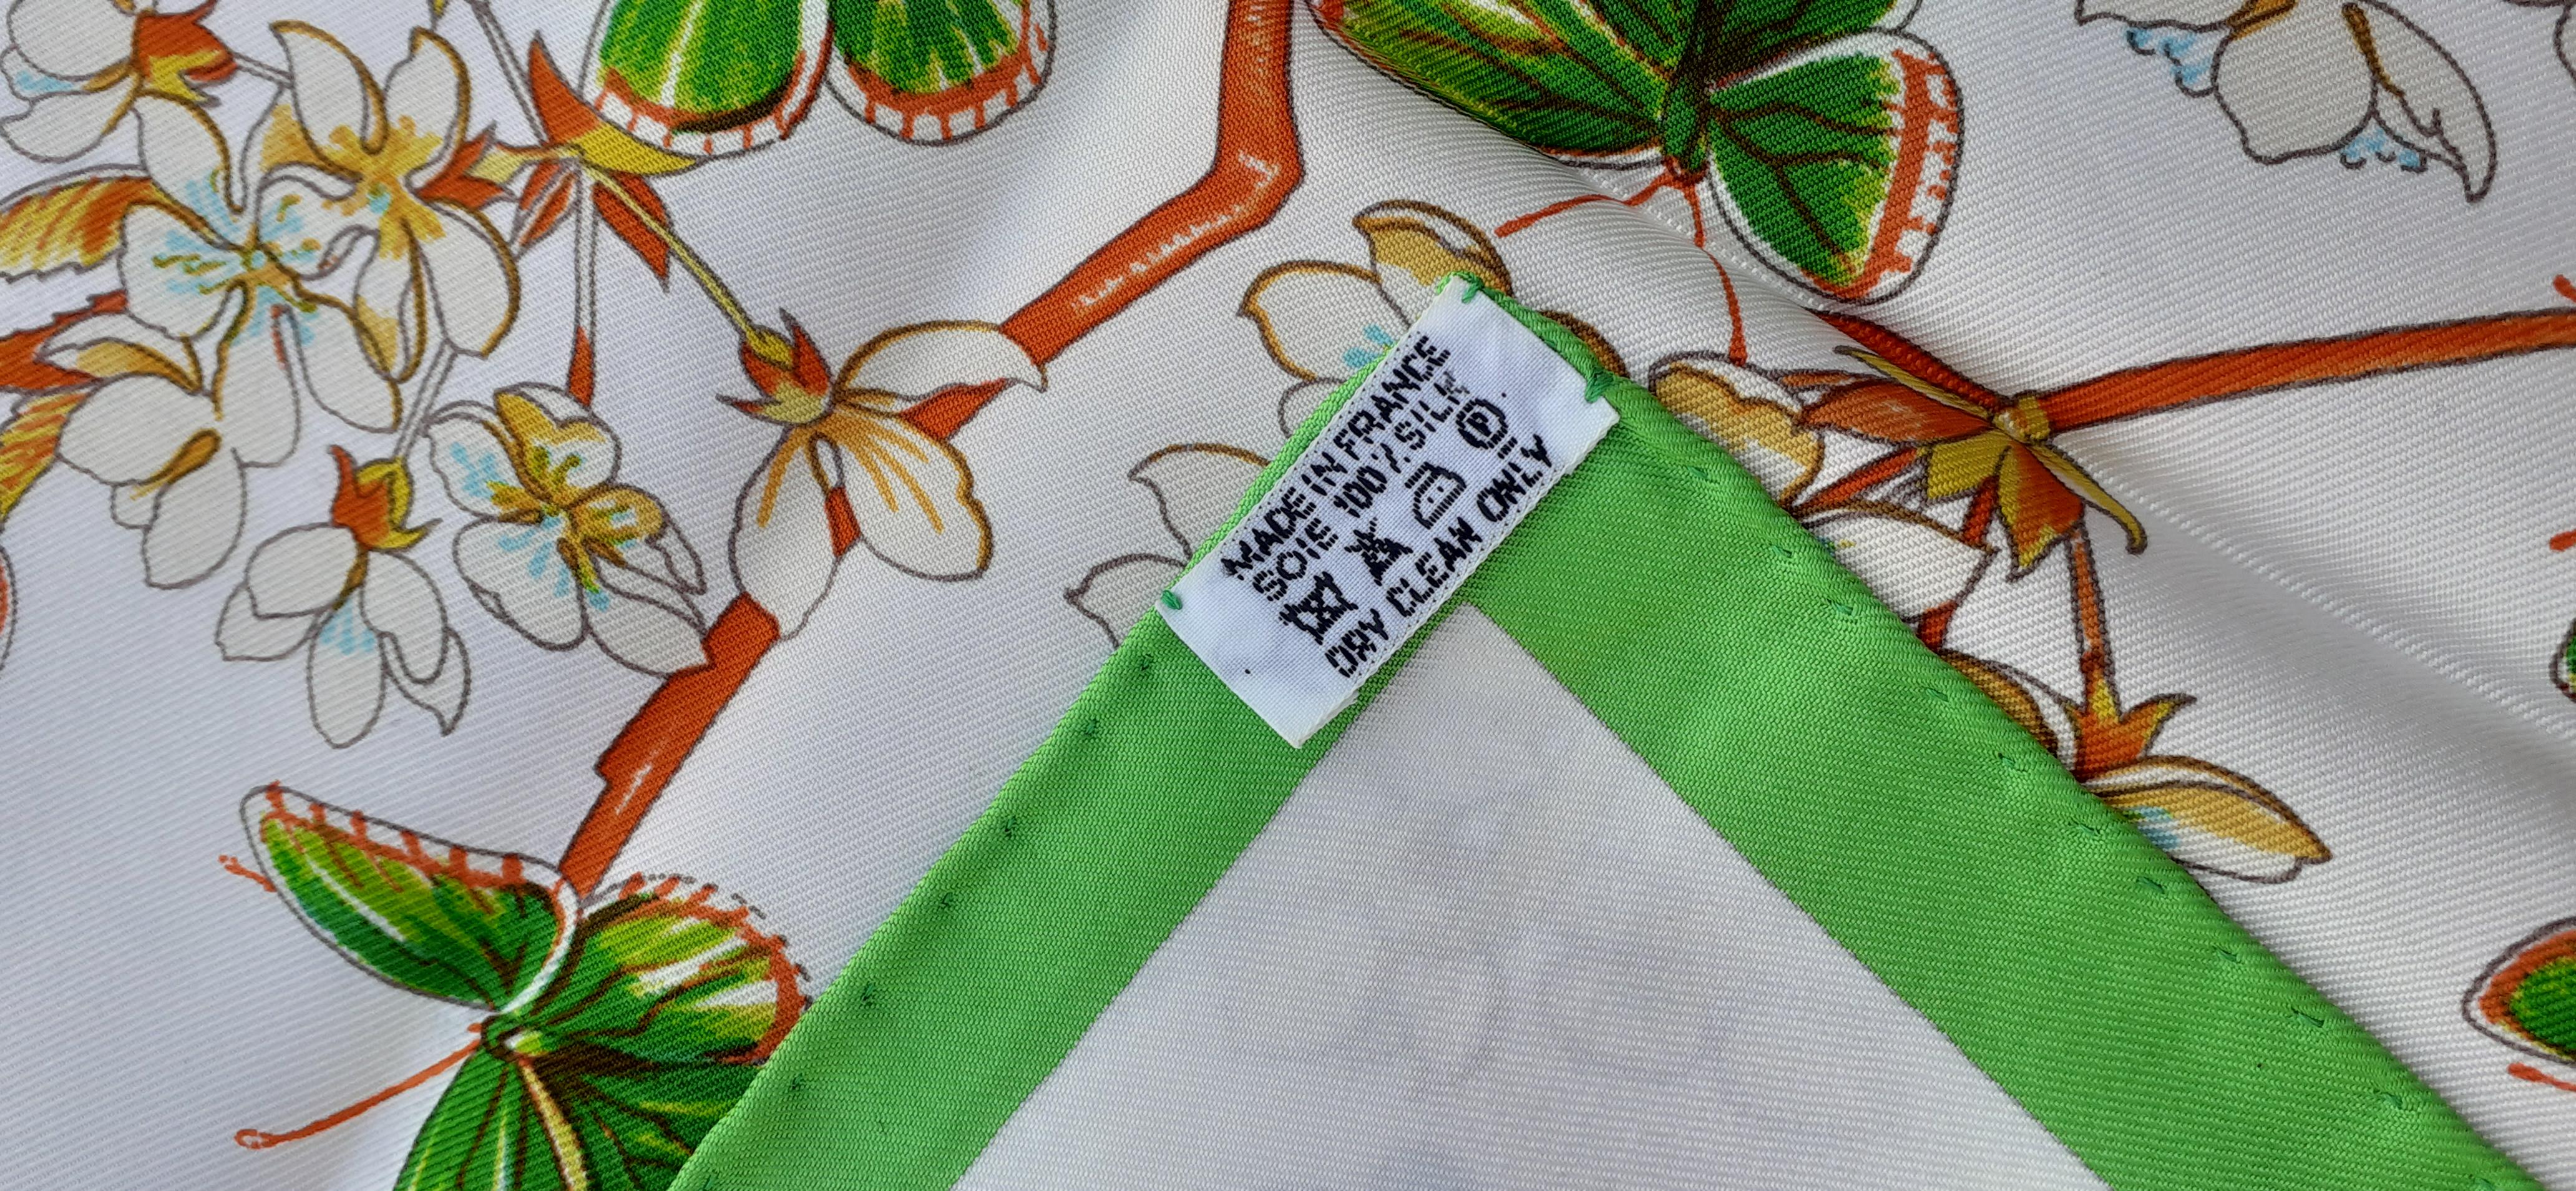 MADE IN FRANCE
SOIE 100% SILK
P
DRY CLEAN ONLY